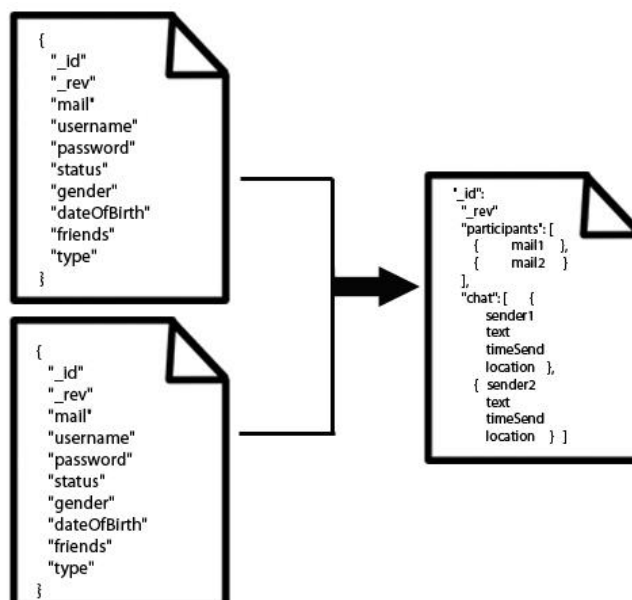 {
"_id"
"_rev"
"mail"
"username"
"password"
"status"
"gender"
"dateOfBirth"
"friends"
"type"
}
{
"_id"
"_rev"
"mail"
"username"
"password"
"status"
"gender"
"dateOfBirth"
"friends"
"type"
}
"_id":
"_rev"
"participants": [
{ mail1 },
{ mail2 }
],
"chat": [ {
sender1
text
timeSend
location },
{ sender2
text
timeSend
location } ]